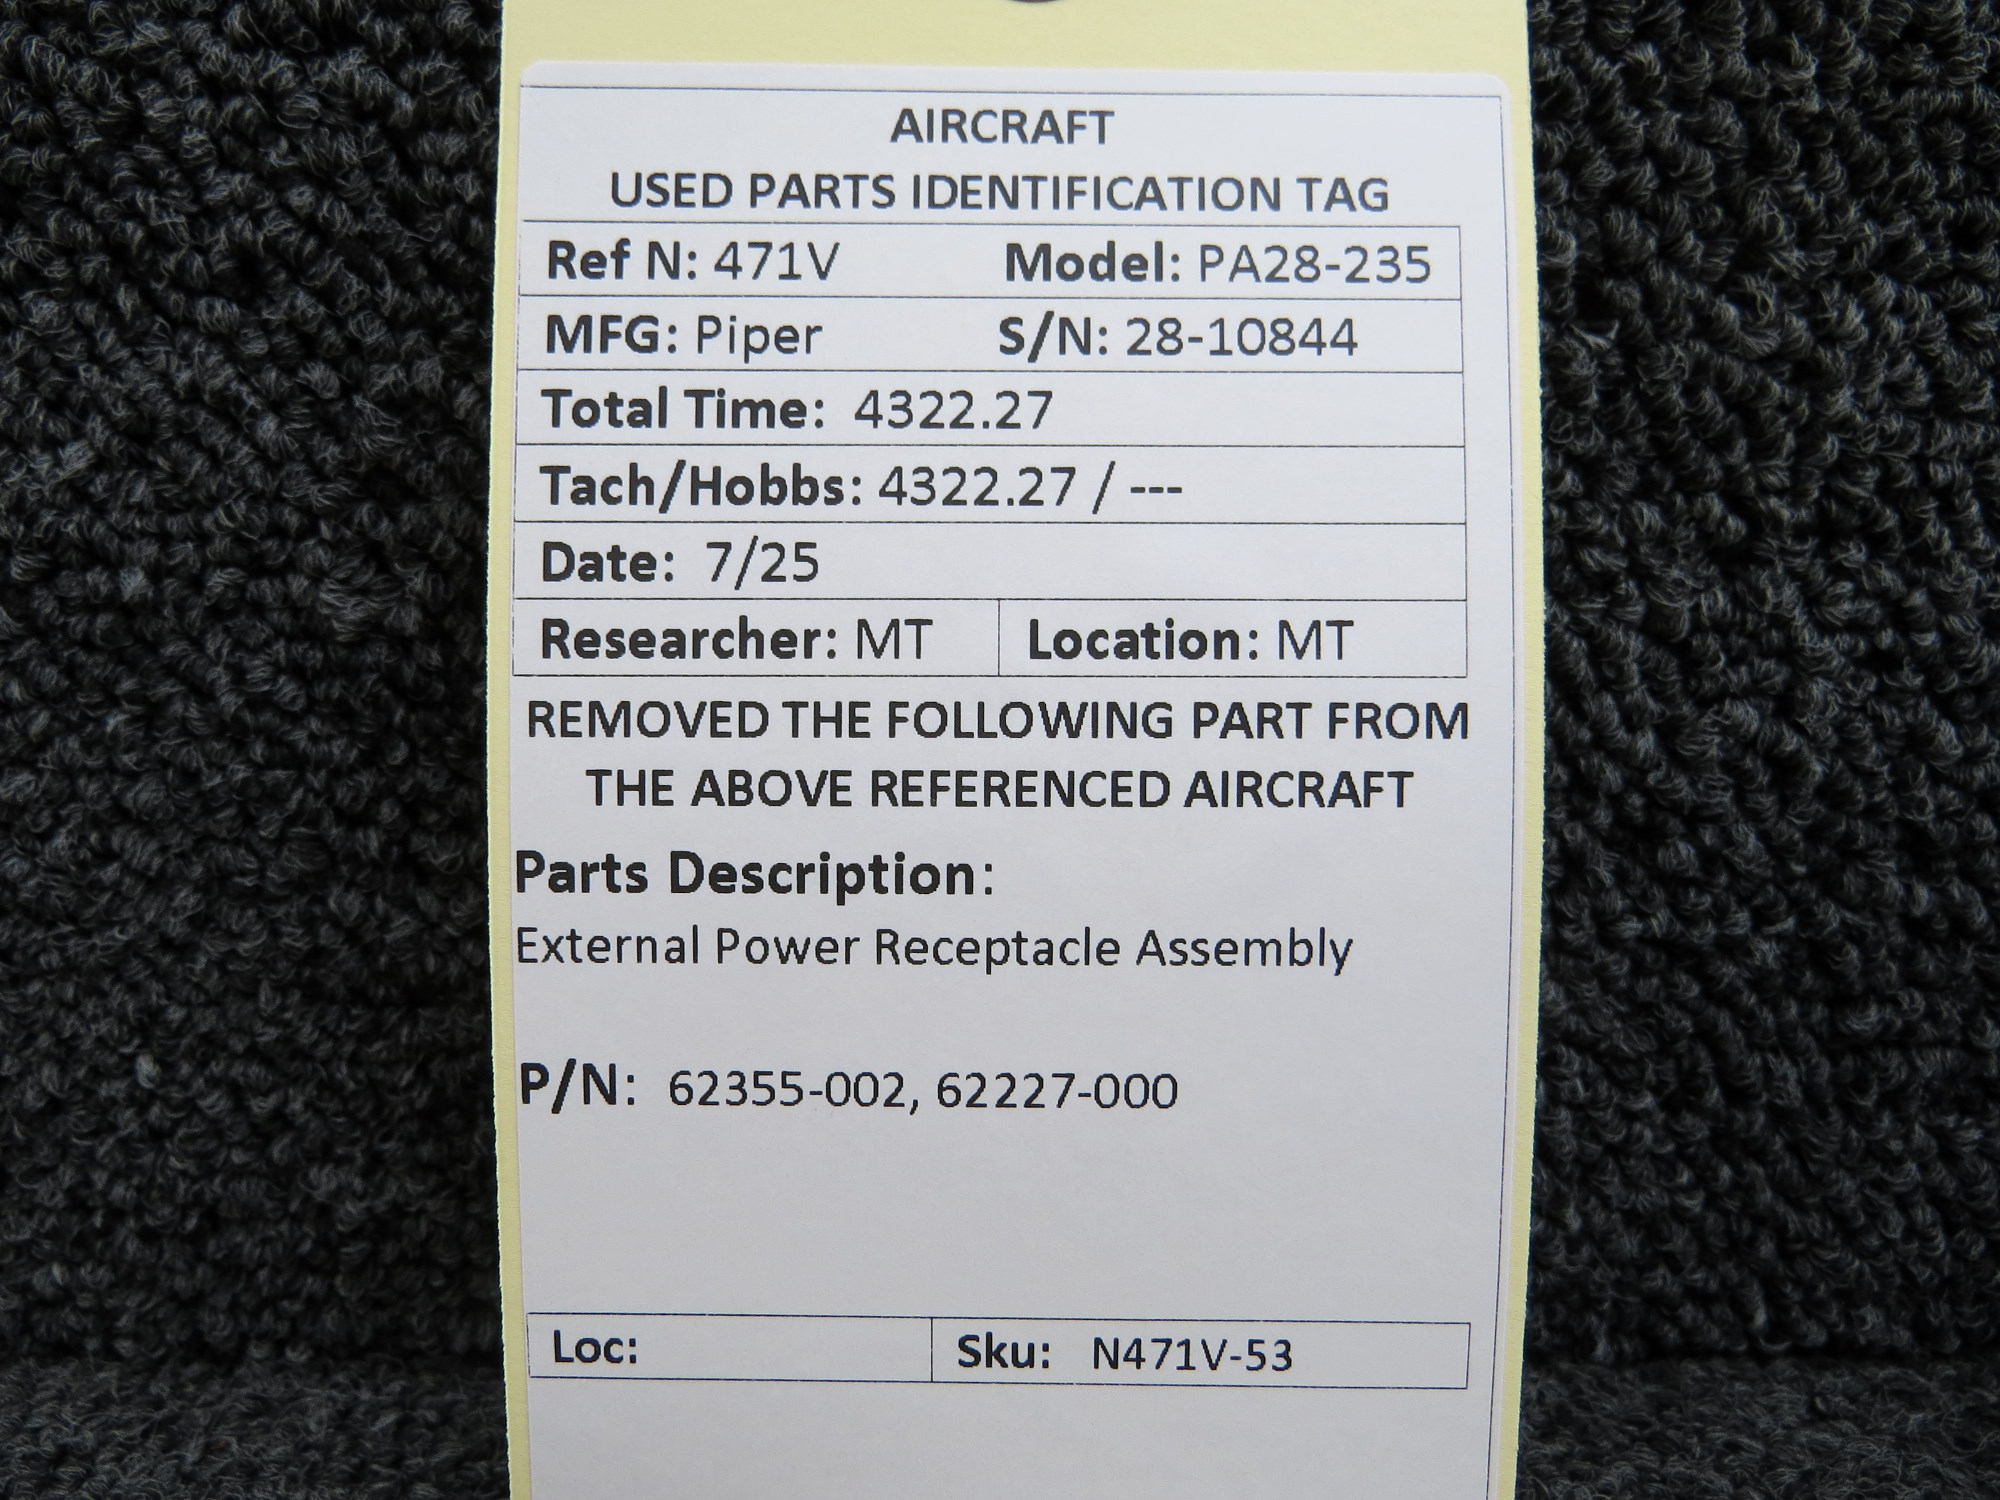 AIRCRAFT
USED PARTS IDENTIFICATION TAG
Ref N: 471V Model: PA28-235
MFG: Piper S/N: 28-10844
Total Time: 4322.27
Tach/Hobbs: 4322.27 / ---
Date: 7/25
Researcher: MT Location: MT
REMOVED THE FOLLOWING PART FROM
THE ABOVE REFERENCED AIRCRAFT
Parts Description:
External Power Receptacle Assembly
P/N: 62355-002, 62227-000
Loc: Sku: N471V-53